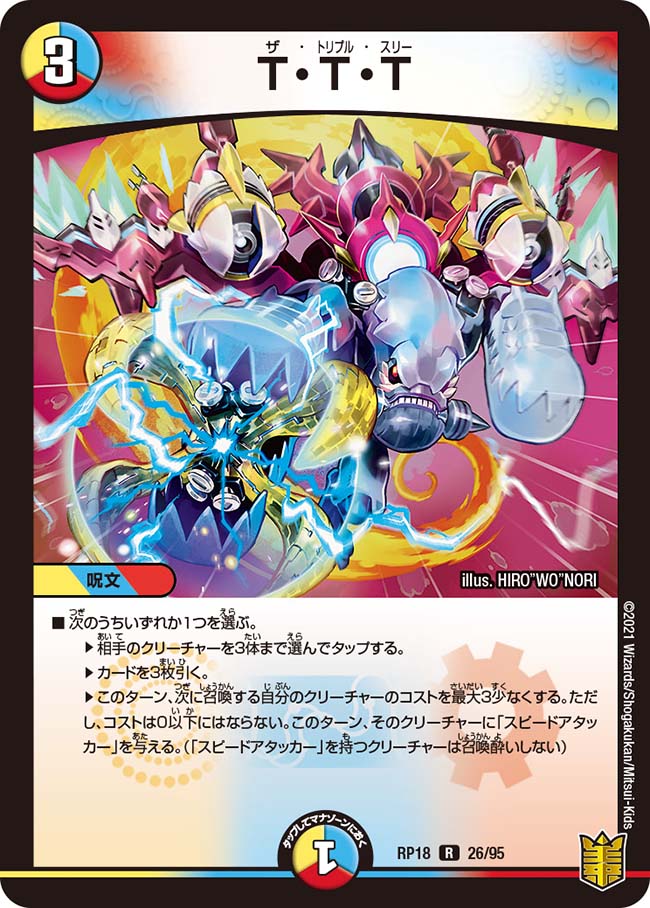 3
ザ・トリプル・スリー
T・T・T
呪文
illus. HIRO"WO"NORI
■次のうちいずれか1つを選ぶ。
▶相手のクリーチャーを3体まで選んでタップする。
▶カードを3枚引く。
▶このターン、次に召喚する自分のクリーチャーのコストを最大3少なくする。ただ
し、コストは0以下にはならない。このターン、そのクリーチャーに「スピードアタッ
カー」を与える。(「スピードアタッカー」を持つクリーチャーは召喚酔いしない)
©2021 Wizards/Shogakukan/Mitsui-Kids
タップしてマナゾーンにおく
1
RP18 R 26/95